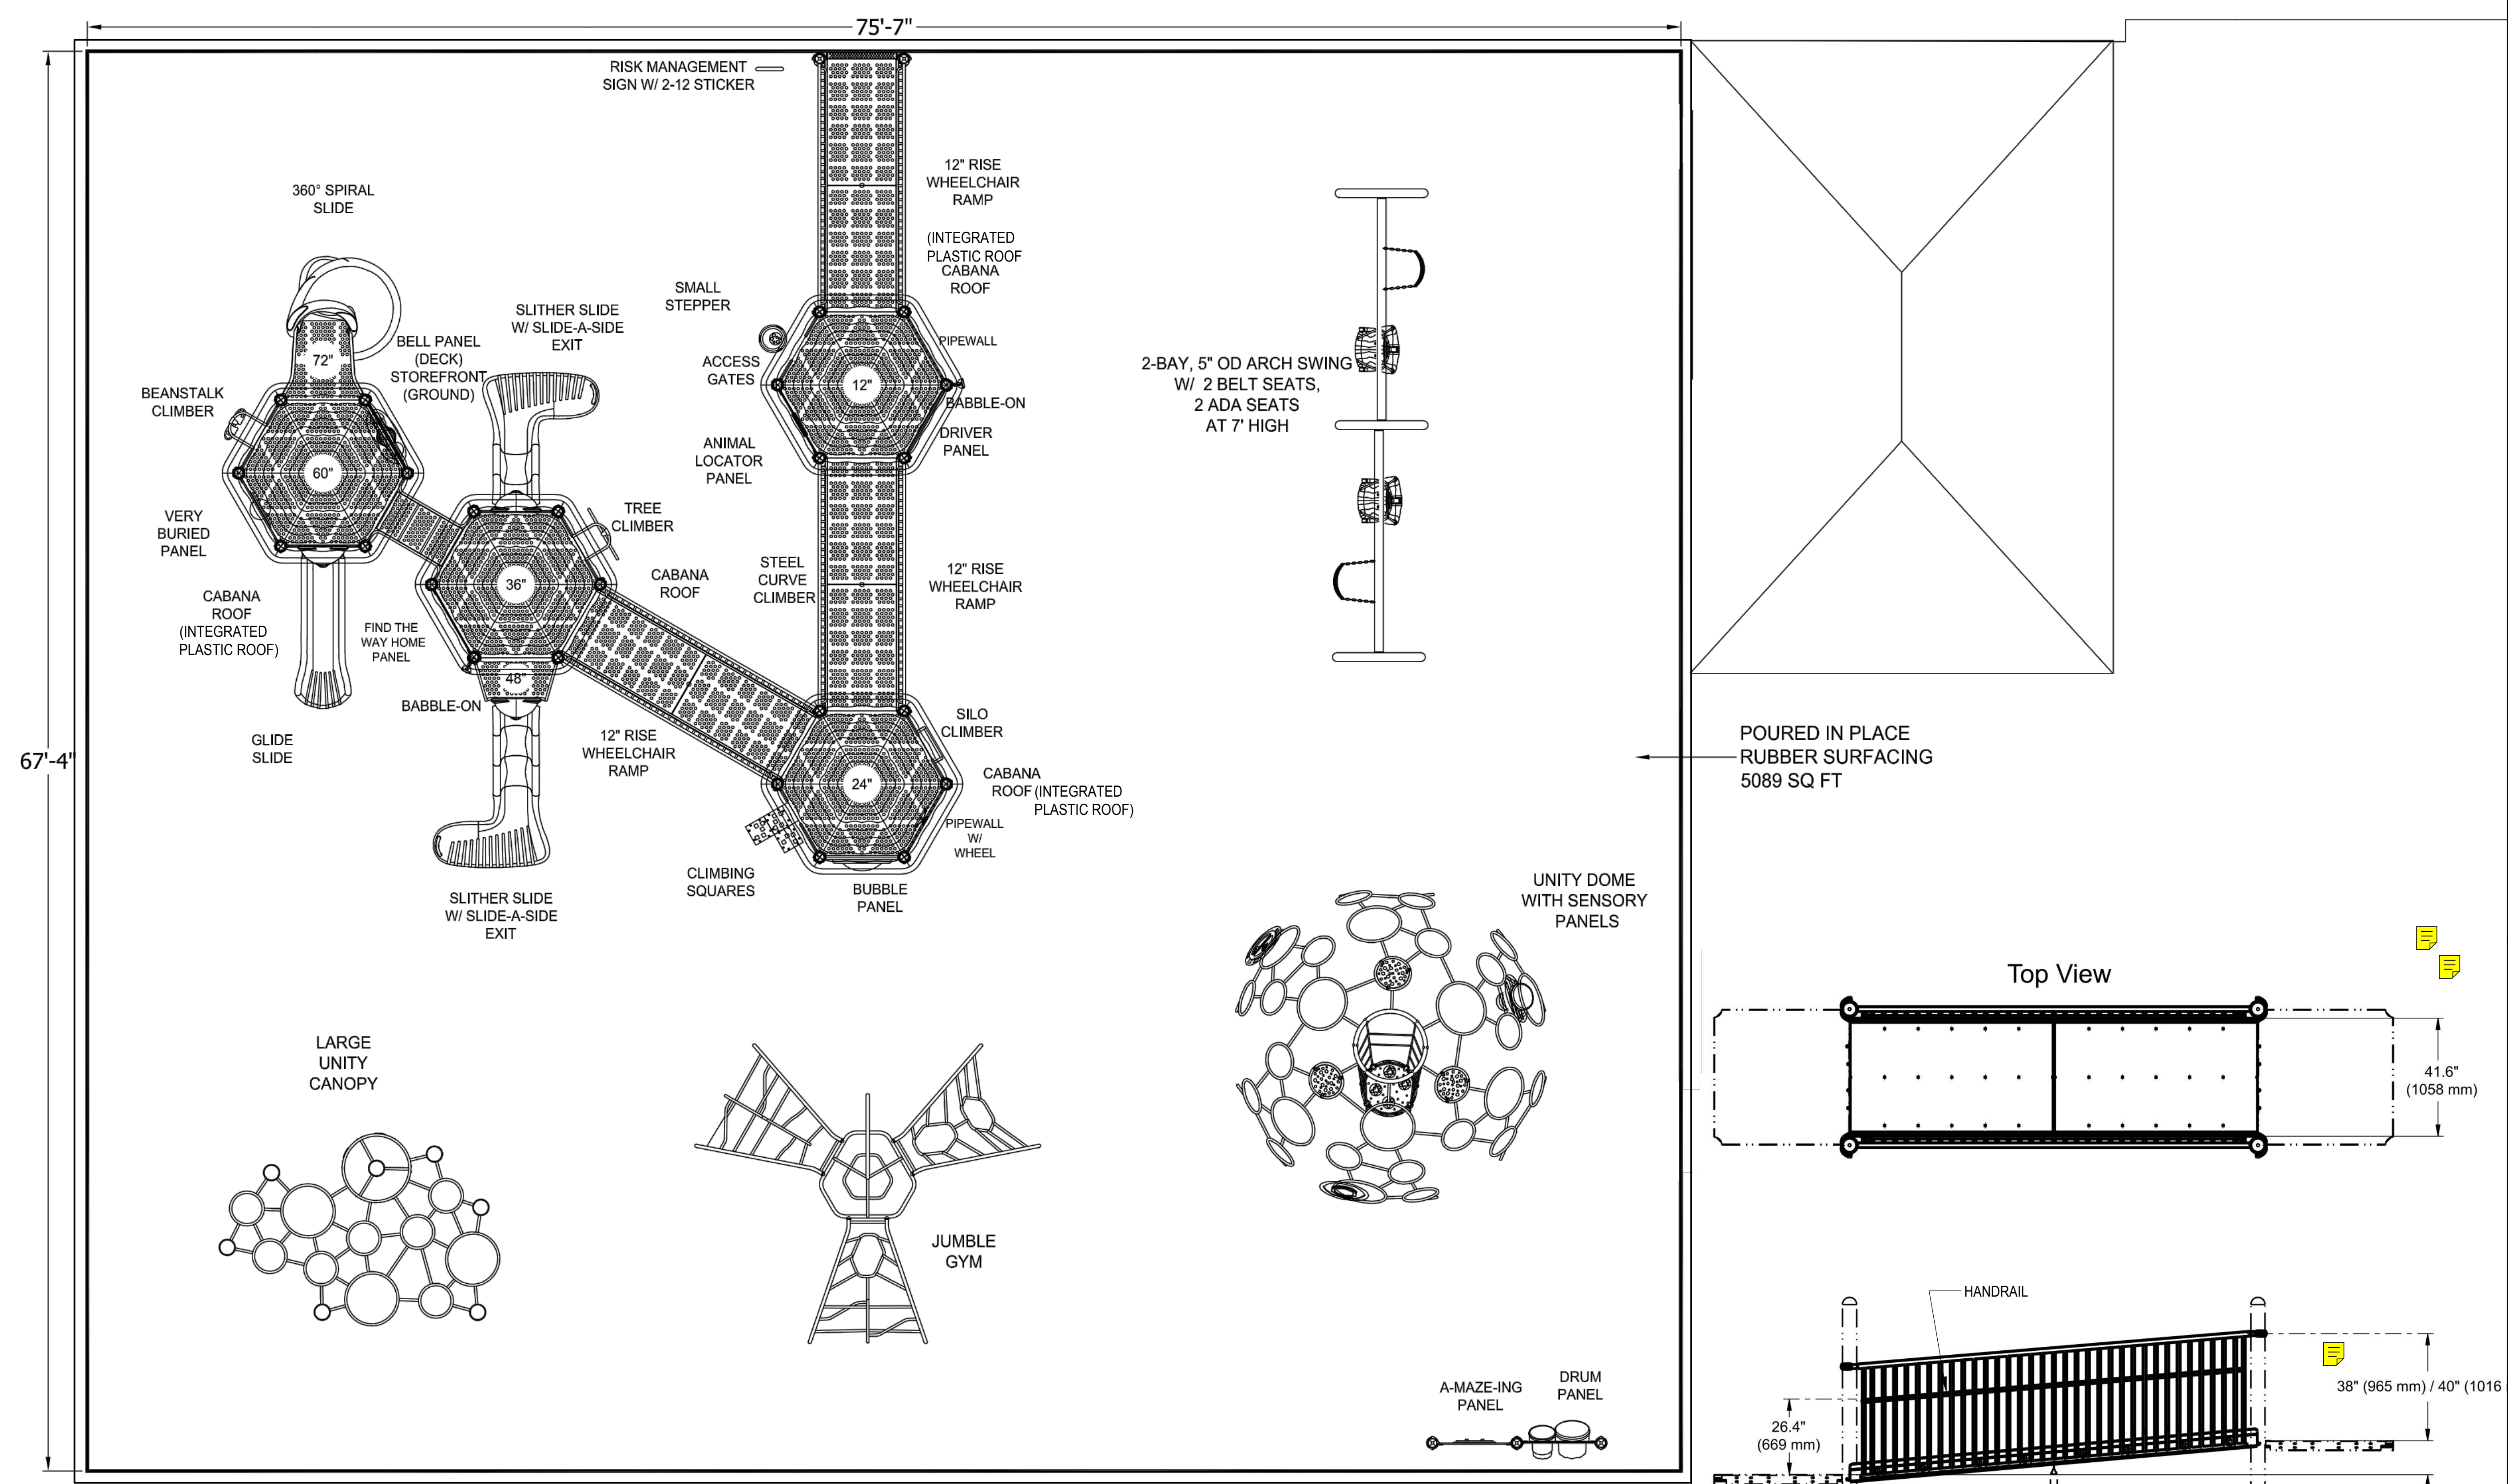 75'-7"
RISK MANAGEMENT
SIGN W/ 2-12 STICKER
12" RISE
WHEELCHAIR
RAMP
360° SPIRAL
SLIDE
(INTEGRATED
PLASTIC ROOF
CABANA
ROOF
SMALL
STEPPER
SLITHER SLIDE
W/ SLIDE-A-SIDE
EXIT
BELL PANEL
(DECK)
STOREFRONT
(GROUND)
PIPEWALL
72"
ACCESS
GATES
12"
2-BAY, 5" OD ARCH SWING
W/ 2 BELT SEATS,
2 ADA SEATS
AT 7' HIGH
BEANSTALK
CLIMBER
BABBLE-ON
DRIVER
PANEL
ANIMAL
LOCATOR
PANEL
60"
VERY
BURIED
PANEL
TREE
CLIMBER
STEEL
CURVE
CLIMBER
12" RISE
WHEELCHAIR
RAMP
CABANA
ROOF
36"
CABANA
ROOF
(INTEGRATED
PLASTIC ROOF)
FIND THE
WAY HOME
PANEL
48"
BABBLE-ON
SILO
CLIMBER
GLIDE
SLIDE
12" RISE
WHEELCHAIR
RAMP
67'-4"
POURED IN PLACE
RUBBER SURFACING
5089 SQ FT
24"
CABANA
ROOF (INTEGRATED
PLASTIC ROOF)
PIPEWALL
W/
WHEEL
CLIMBING
SQUARES
BUBBLE
PANEL
SLITHER SLIDE
W/ SLIDE-A-SIDE
EXIT
UNITY DOME
WITH SENSORY
PANELS
Top View
41.6"
(1058 mm)
LARGE
UNITY
CANOPY
JUMBLE
GYM
HANDRAIL
A-MAZE-ING
PANEL
DRUM
PANEL
38" (965 mm) / 40" (1016
26.4"
(669 mm)